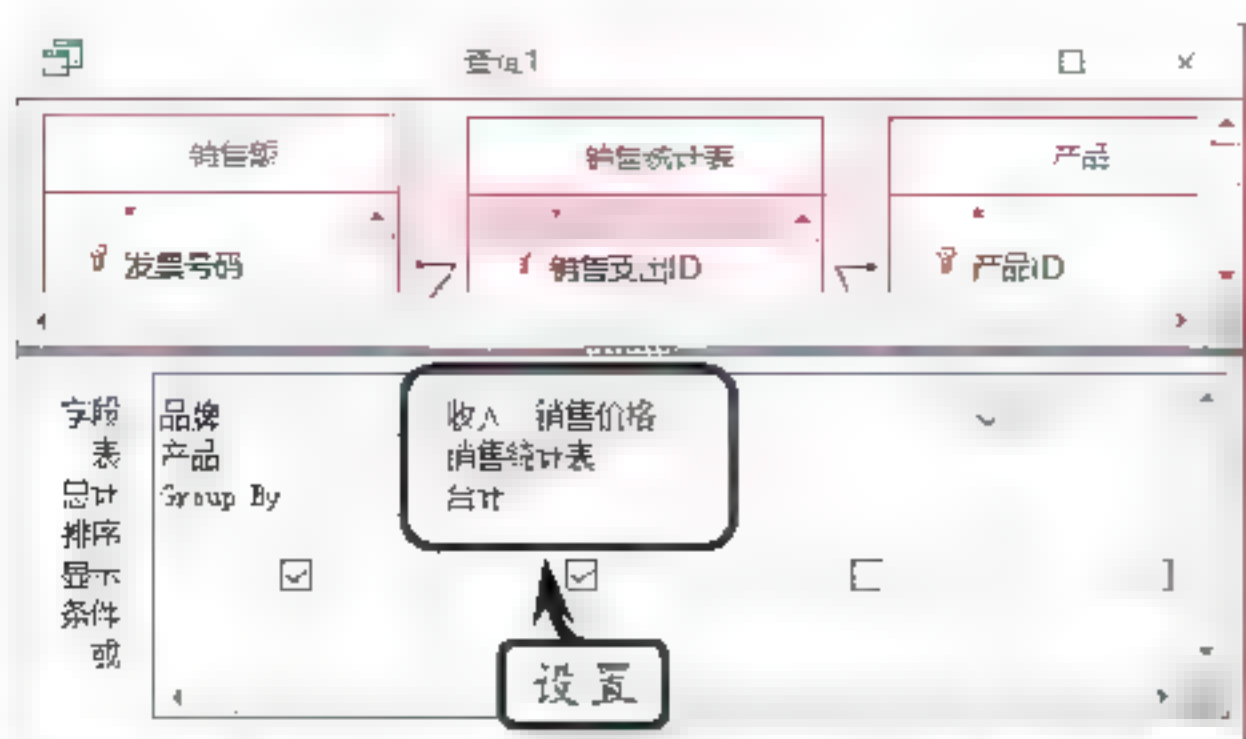 查询1
销售额 销售统计表 产品
* * *
发票号码 销售支出ID 产品ID
字段 品牌 收入 销售价格
表 产品 销售统计表
总计 Group By 合计
排序
显示
条件
或
设置